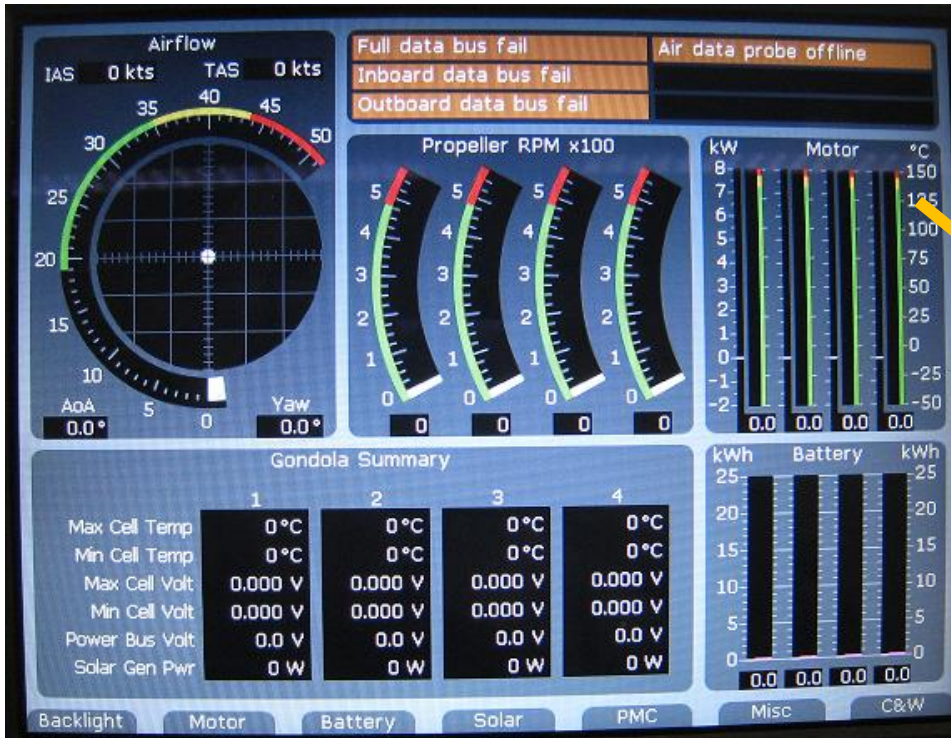 Airflow
IAS 0 kts TAS 0 kts
35 40 45
30 50
25
20
15
10
5
0
AoA
0.0°
Yaw
0.0°
Full data bus fail
Inboard data bus fail
Outboard data bus fail
Air data probe offline
Propeller RPM x100
5 5 5 5
4 4 4 4
3 3 3 3
2 2 2 2
1 1 1 1
0 0 0 0
0 0 0 0
kW Motor °C
8 150
7 125
6 100
5 75
4 50
3 25
2 0
1 -25
0 -50
-1
-2
0.0 0.0 0.0 0.0
Gondola Summary
1 2 3 4
Max Cell Temp 0°C 0°C 0°C 0°C
Min Cell Temp 0°C 0°C 0°C 0°C
Max Cell Volt 0.000 V 0.000 V 0.000 V 0.000 V
Min Cell Volt 0.000 V 0.000 V 0.000 V 0.000 V
Power Bus Volt 0.0 V 0.0 V 0.0 V 0.0 V
Solar Gen Pwr 0 W 0 W 0 W 0 W
kWh Battery kWh
25 25
20 20
15 15
10 10
5 5
0 0
0.0 0.0 0.0 0.0
Backlight Motor Battery Solar PMC Misc C&W